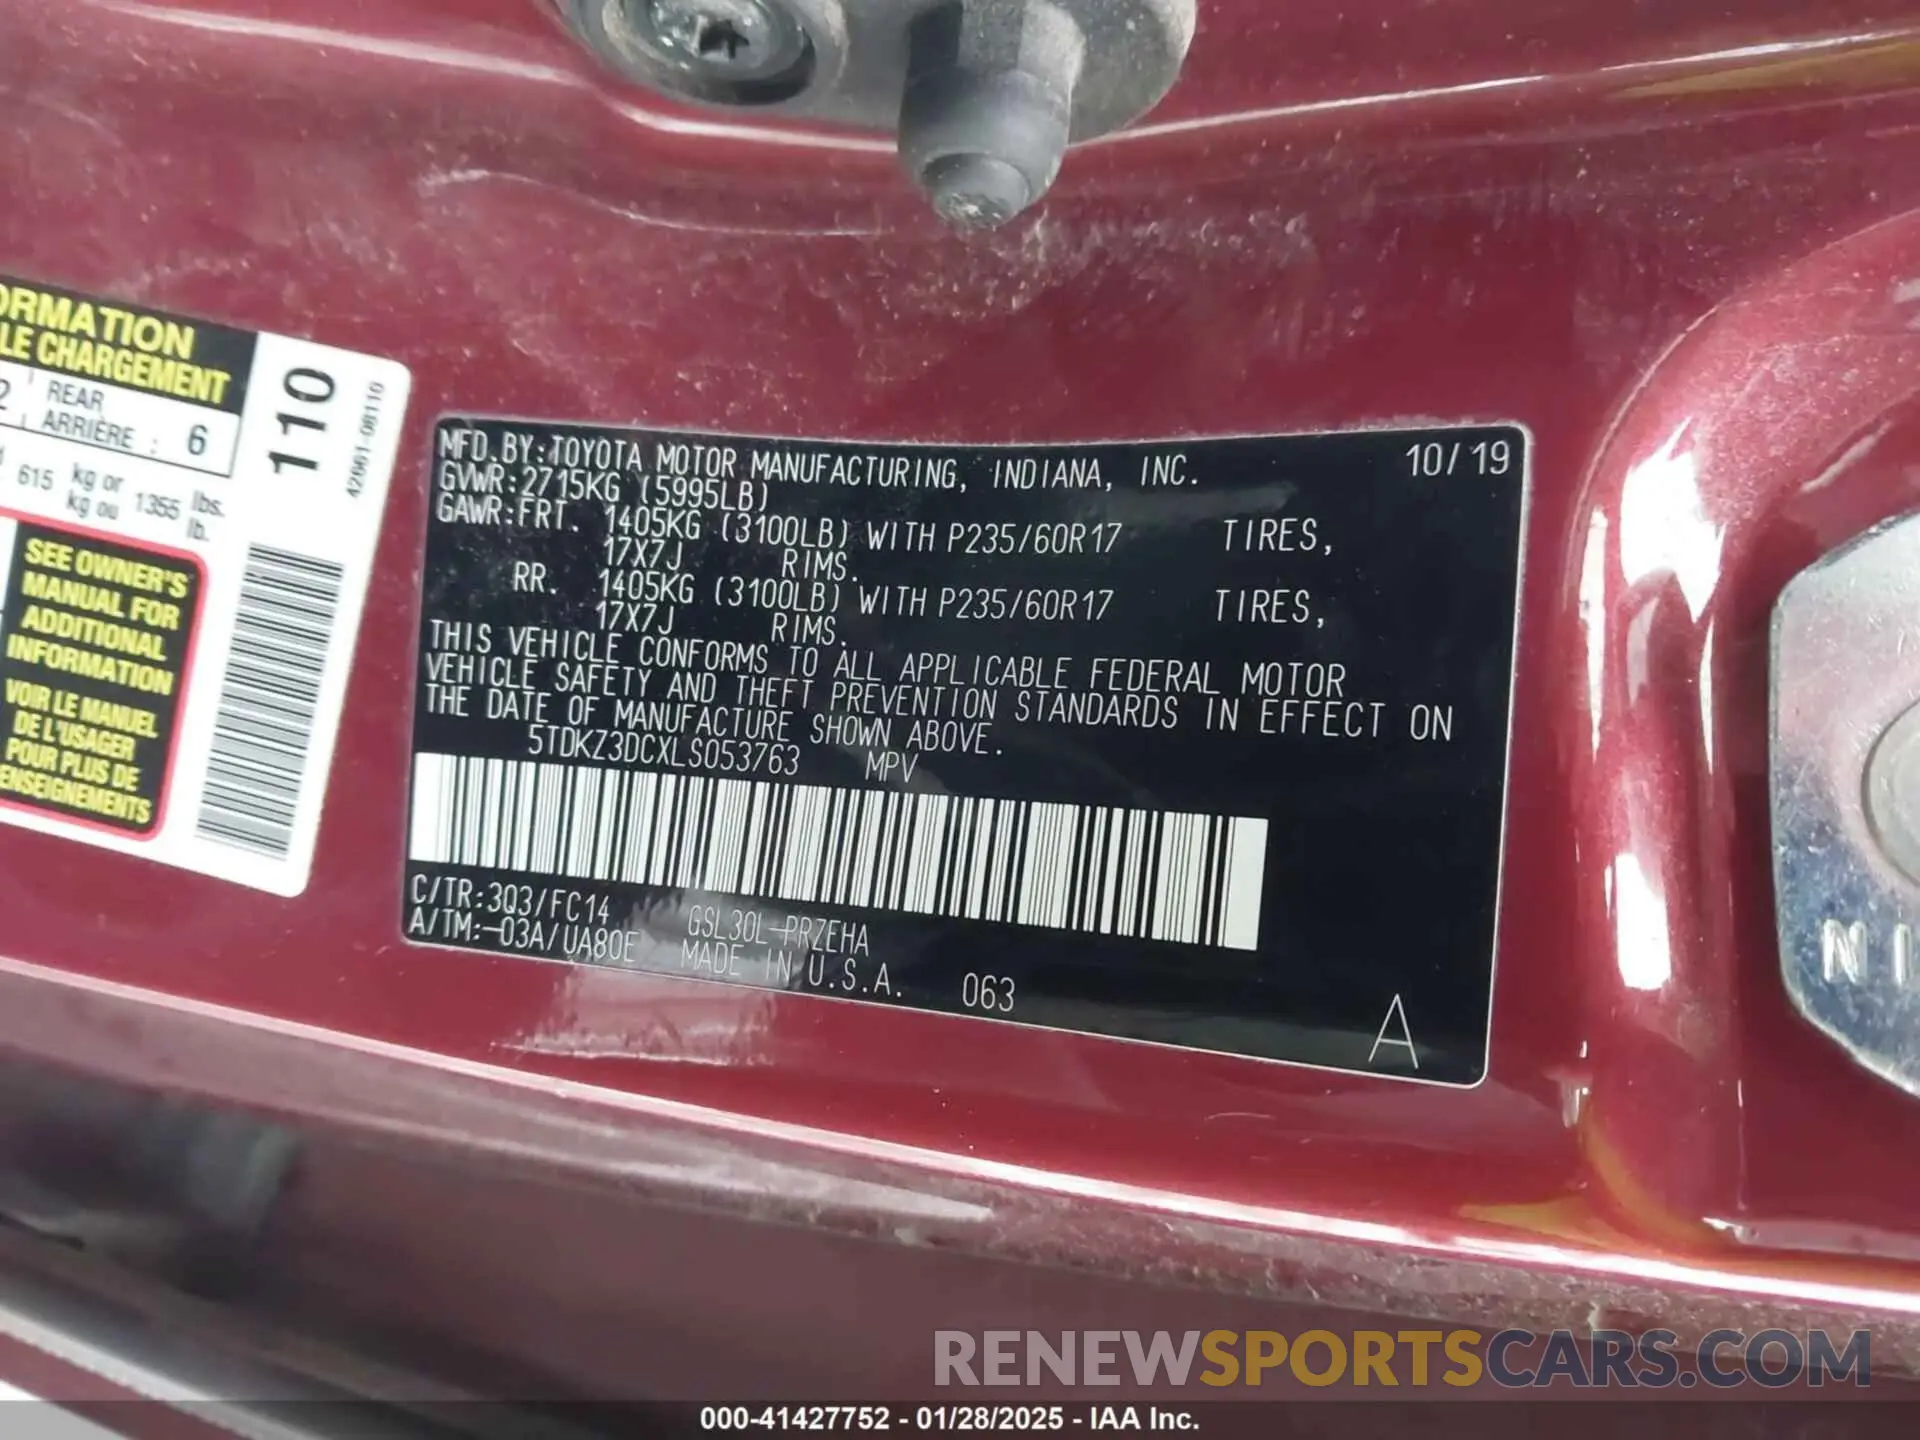 ORMATION
LE CHARGEMENT
2 REAR
ARRIÈRE : 6
615 kg or 1355 lbs.
kg ou lb.
SEE OWNER'S
MANUAL FOR
ADDITIONAL
INFORMATION
VOIR LE MANUEL
DE L'USAGER
POUR PLUS DE
ENSEIGNEMENTS
110
42661-08110
MFD.BY:TOYOTA MOTOR MANUFACTURING, INDIANA, INC. 10/19
GVWR:2715KG (5995LB)
GAWR:FRT. 1405KG (3100LB) WITH P235/60R17 TIRES,
17X7J RIMS.
RR. 1405KG (3100LB) WITH P235/60R17 TIRES,
17X7J RIMS.
THIS VEHICLE CONFORMS TO ALL APPLICABLE FEDERAL MOTOR
VEHICLE SAFETY AND THEFT PREVENTION STANDARDS IN EFFECT ON
THE DATE OF MANUFACTURE SHOWN ABOVE.
5TDKZ3DCXLS053763 MPV
C/TR:3Q3/FC14 GSL30L-PRZEHA
A/TM:-03A/UA80E MADE IN U.S.A. 063
A
NI
RENEWSPORTSCARS.COM
000-41427752 - 01/28/2025 - IAA Inc.